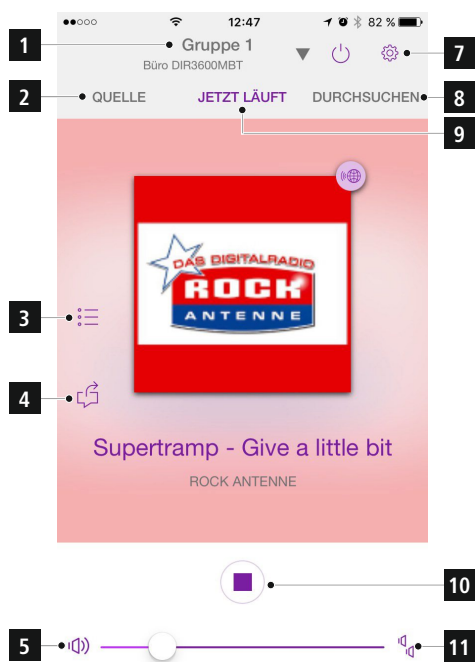 12:47
82 %
1
Gruppe 1
7
Büro DIR3600MBT
2
QUELLE
JETZT LÄUFT
DURCHSUCHEN
8
9
DAS DIGITALRADIO
ROCK
ANTENNE
3
4
Supertramp - Give a little bit
ROCK ANTENNE
10
5
11